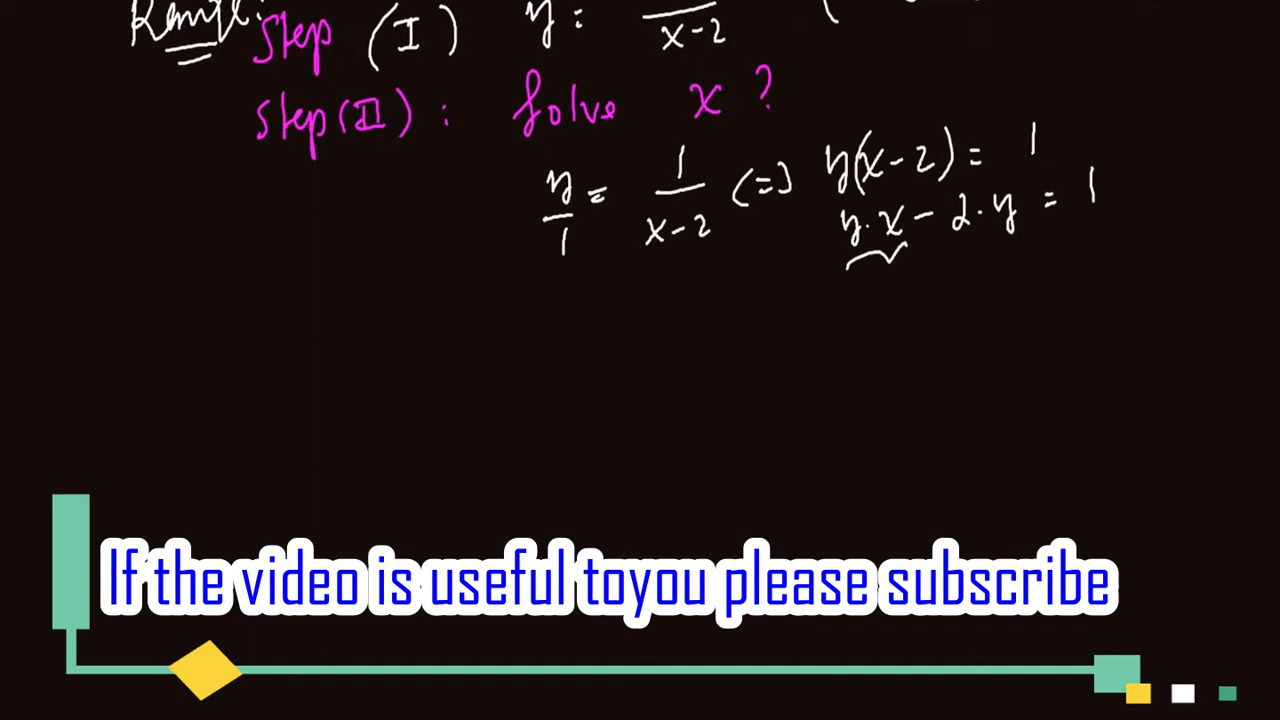 Step (I) y =
x-2
Step (II) : Solve x ?
y/1 = 1/(x-2) (=) y(x-2) = 1
y.x - 2.y = 1
If the video is useful toyou please subscribe